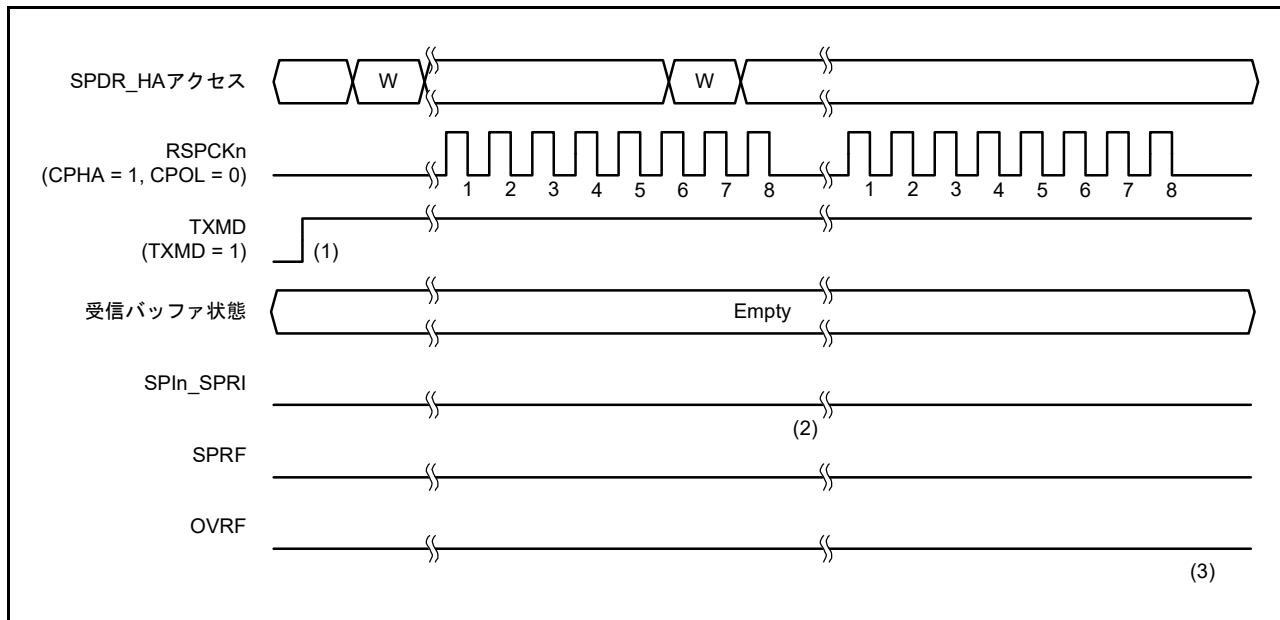 SPDR_HAアクセス
W
W
RSPCKn
(CPHA = 1, CPOL = 0)
1 2 3 4 5 6 7 8
1 2 3 4 5 6 7 8
TXMD
(TXMD = 1)
(1)
受信バッファ状態
Empty
SPIn_SPRI
(2)
SPRF
OVRF
(3)